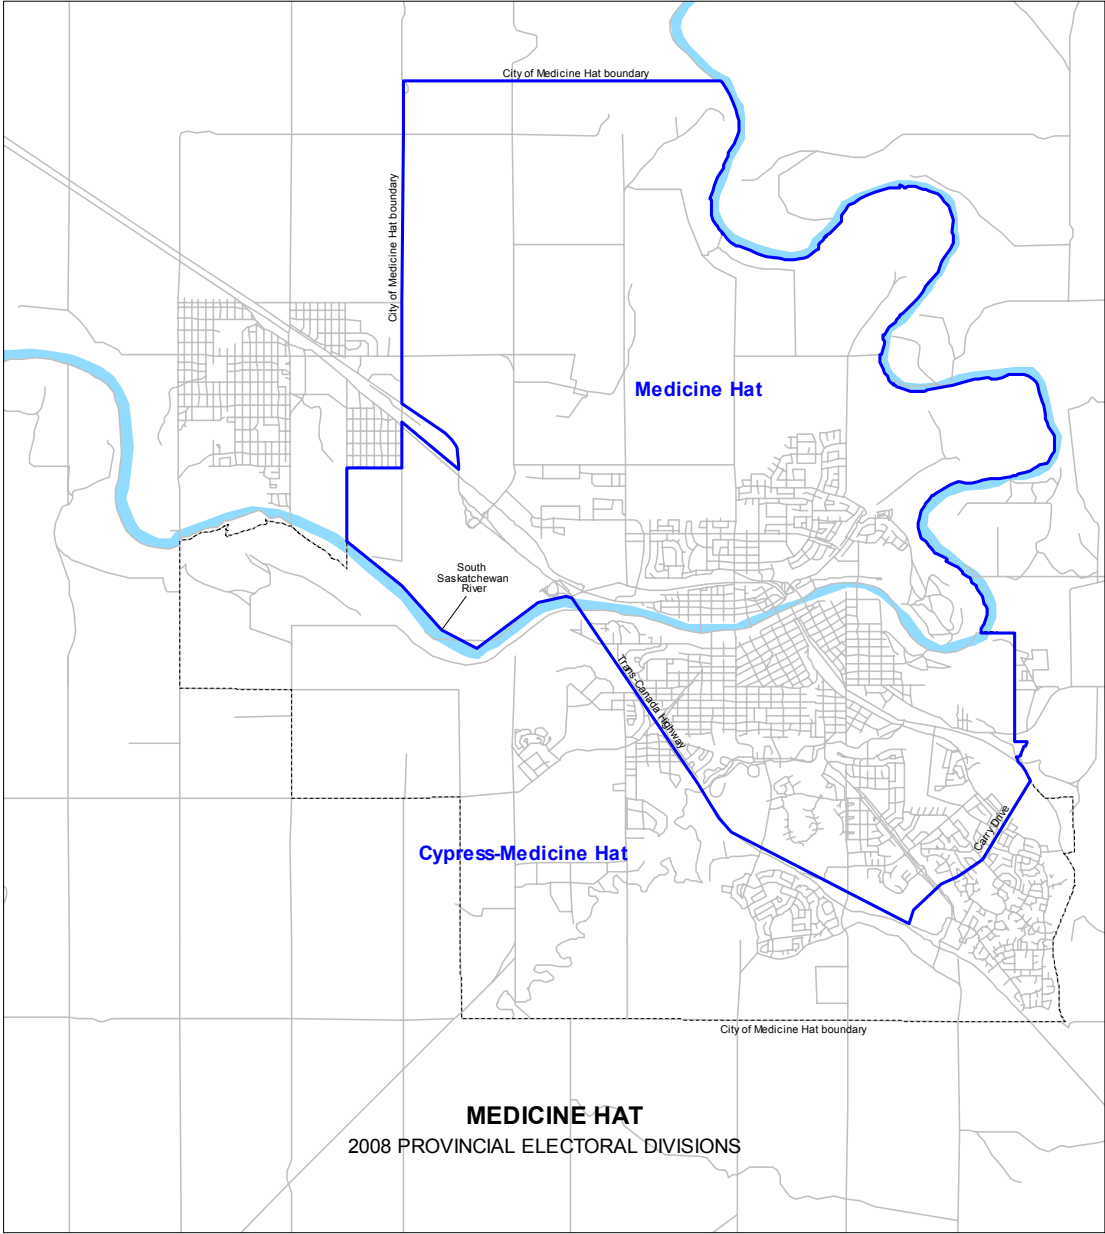 City of Medicine Hat boundary
City of Medicine Hat boundary
Medicine Hat
South
Saskatchewan
River
Trans-Canada Highway
Carry Drive
Cypress-Medicine Hat
City of Medicine Hat boundary
MEDICINE HAT
2008 PROVINCIAL ELECTORAL DIVISIONS